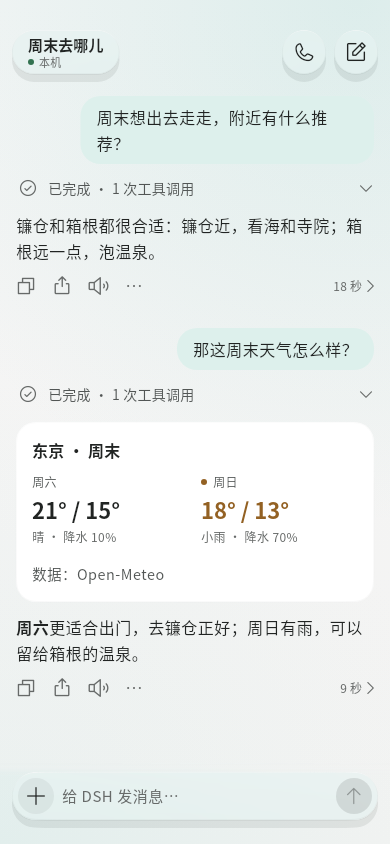 周末去哪儿
本机
周末想出去走走，附近有什么推
荐？
已完成 · 1 次工具调用
镰仓和箱根都很合适：镰仓近，看海和寺院；箱
根远一点，泡温泉。
18 秒
那这周末天气怎么样？
已完成 · 1 次工具调用
东京 · 周末
周六
周日
21° / 15°
18° / 13°
晴 · 降水 10%
小雨 · 降水 70%
数据：Open-Meteo
周六更适合出门，去镰仓正好；周日有雨，可以
留给箱根的温泉。
9 秒
给 DSH 发消息…